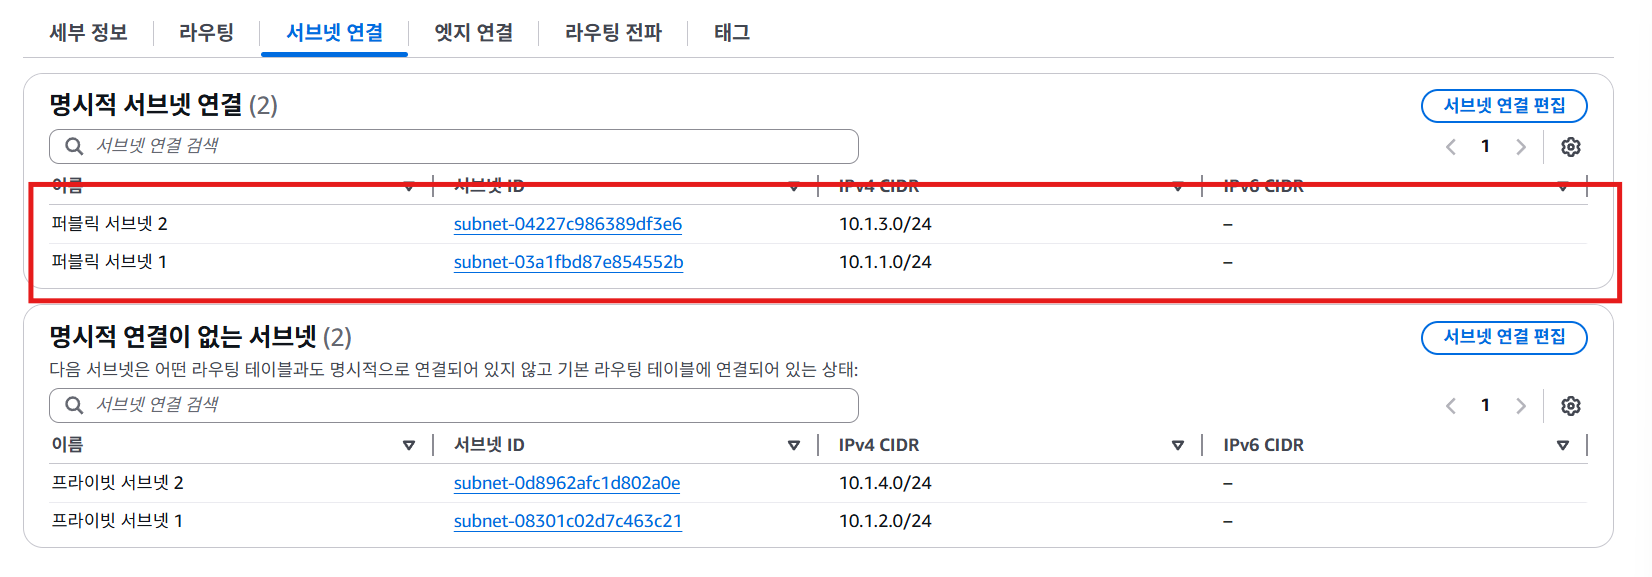 세부 정보 라우팅 서브넷 연결 엣지 연결 라우팅 전파 태그
명시적 서브넷 연결 (2)
서브넷 연결 편집
서브넷 연결 검색
1
이름 서브넷 ID IPv4 CIDR IPv6 CIDR
퍼블릭 서브넷 2 subnet-04227c986389df3e6 10.1.3.0/24 –
퍼블릭 서브넷 1 subnet-03a1fbd87e854552b 10.1.1.0/24 –
명시적 연결이 없는 서브넷 (2)
서브넷 연결 편집
다음 서브넷은 어떤 라우팅 테이블과도 명시적으로 연결되어 있지 않고 기본 라우팅 테이블에 연결되어 있는 상태:
서브넷 연결 검색
1
이름 서브넷 ID IPv4 CIDR IPv6 CIDR
프라이빗 서브넷 2 subnet-0d8962afc1d802a0e 10.1.4.0/24 –
프라이빗 서브넷 1 subnet-08301c02d7c463c21 10.1.2.0/24 –